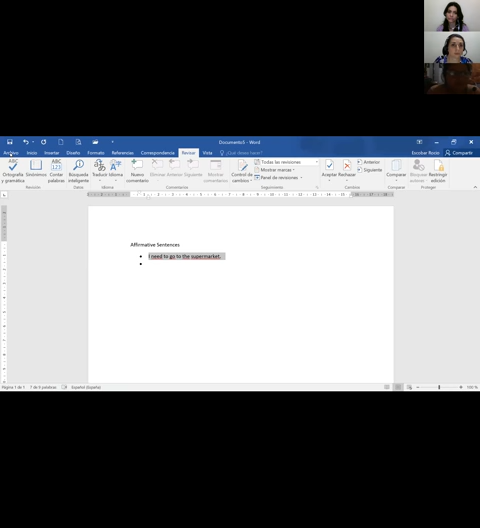 Documento5 - Word
Archivo Inicio Insertar Diseño Formato Referencias Correspondencia Revisar Vista ¿Qué desea hacer? Escobar Rocio Compartir
Ortografía y gramática
Sinónimos
Contar palabras
Búsqueda inteligente
Traducir
Idioma
Nuevo comentario
Eliminar
Anterior
Siguiente
Mostrar comentarios
Control de cambios
Todas las revisiones
Mostrar marcas
Panel de revisiones
Aceptar
Rechazar
Anterior
Siguiente
Comparar
Bloquear autores
Restringir edición
Revisión
Datos
Idioma
Comentarios
Seguimiento
Cambios
Comparar
Proteger
Affirmative Sentences
• I need to go to the supermarket.
•
Página 1 de 1 7 de 8 palabras Español (España) 100 %